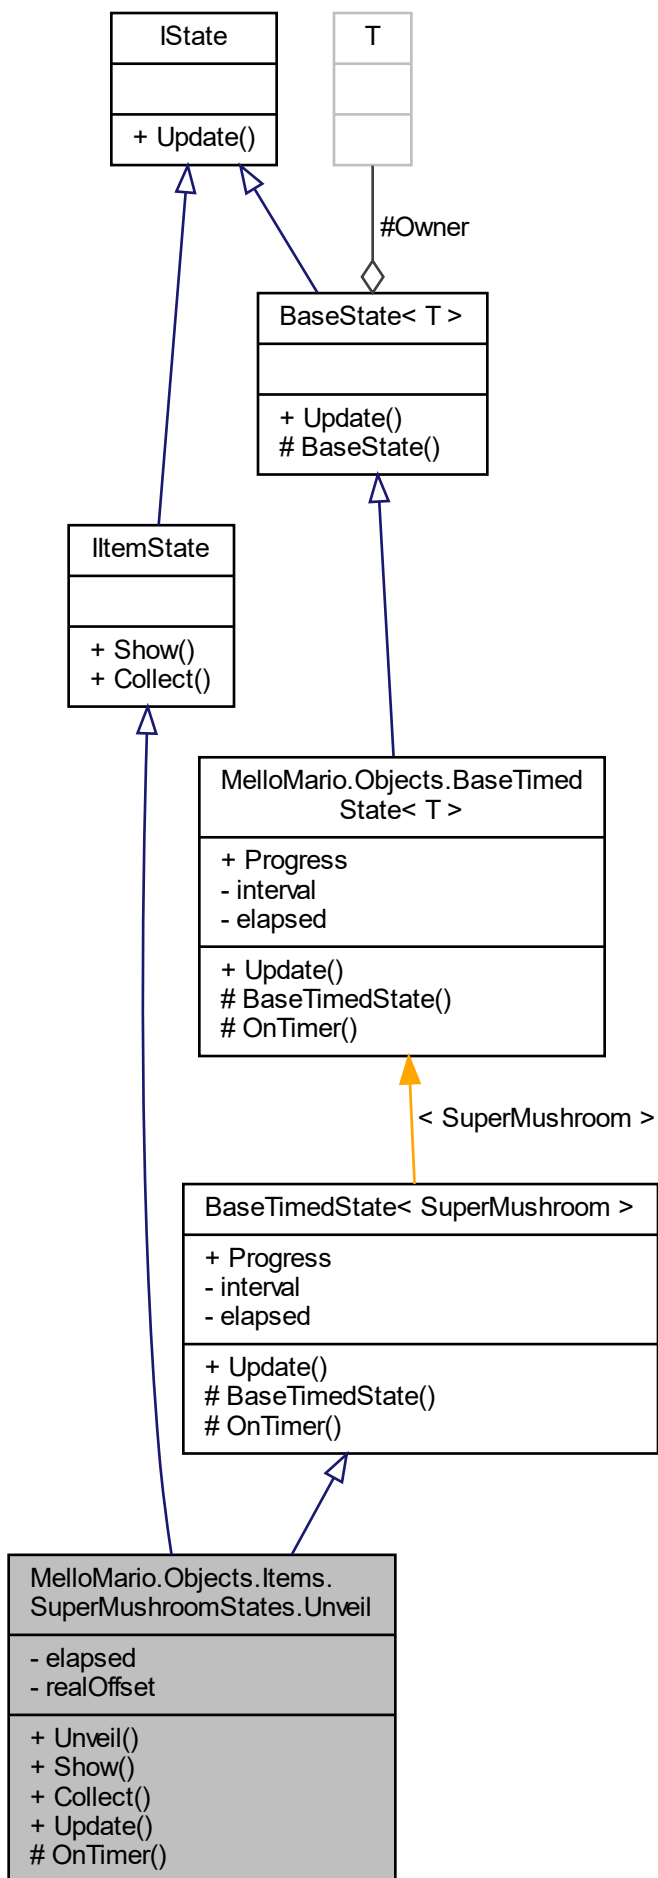 IState
+ Update()
T
#Owner
BaseState< T >
+ Update()
# BaseState()
IItemState
+ Show()
+ Collect()
MelloMario.Objects.BaseTimed
State< T >
+ Progress
- interval
- elapsed
+ Update()
# BaseTimedState()
# OnTimer()
< SuperMushroom >
BaseTimedState< SuperMushroom >
+ Progress
- interval
- elapsed
+ Update()
# BaseTimedState()
# OnTimer()
MelloMario.Objects.Items.
SuperMushroomStates.Unveil
- elapsed
- realOffset
+ Unveil()
+ Show()
+ Collect()
+ Update()
# OnTimer()